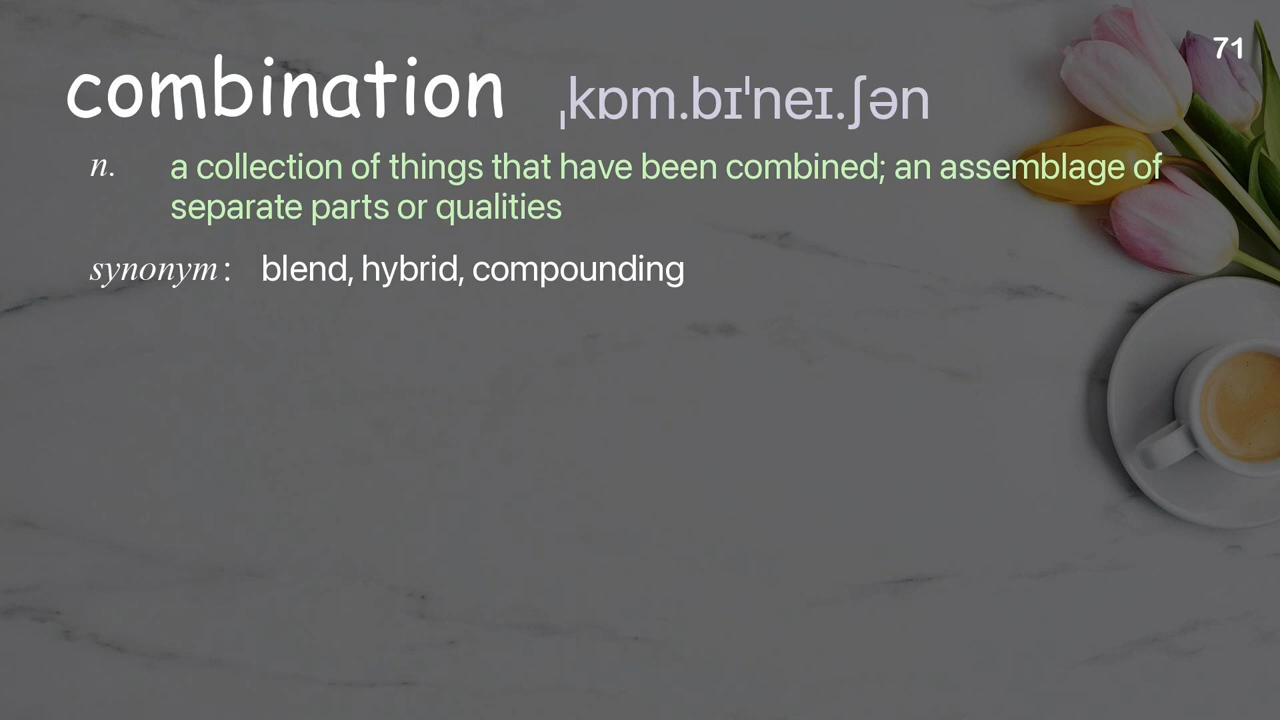 71
combination ˌkɒm.bɪˈneɪ.ʃən
n. a collection of things that have been combined; an assemblage of
separate parts or qualities
synonym: blend, hybrid, compounding